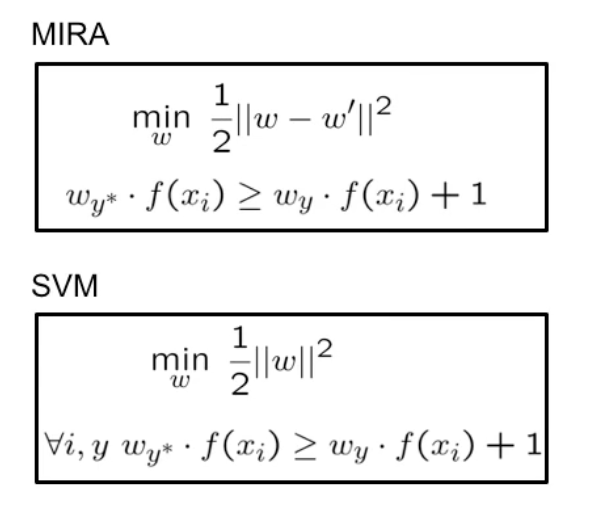 MIRA
min_w 1/2||w − w′||²
w_{y*} · f(x_i) ≥ w_y · f(x_i) + 1
SVM
min_w 1/2||w||²
∀i, y w_{y*} · f(x_i) ≥ w_y · f(x_i) + 1